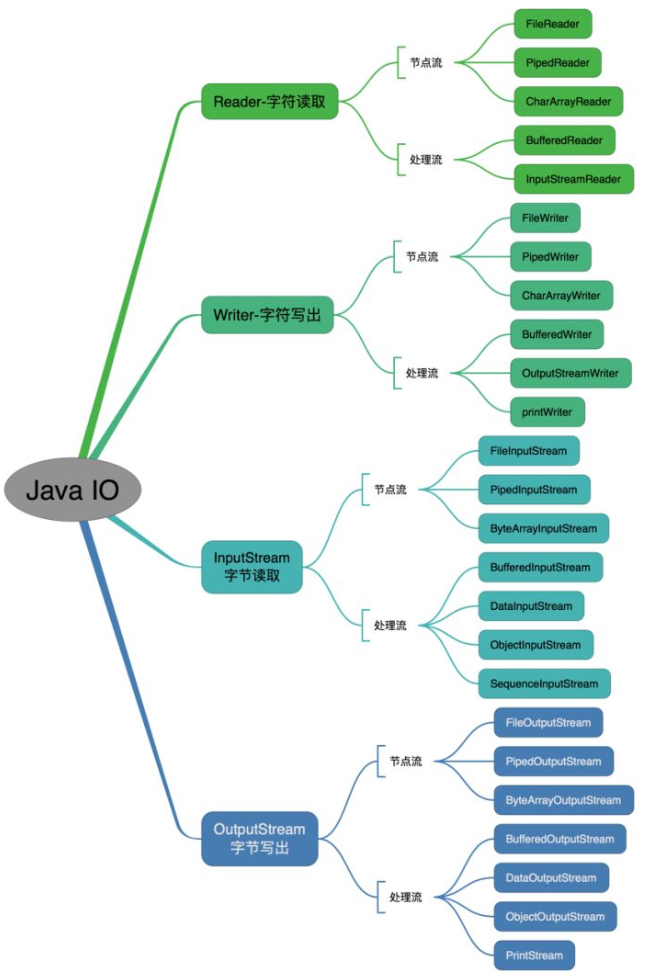 Java IO
Reader-字符读取
节点流
FileReader
PipedReader
CharArrayReader
处理流
BufferedReader
InputStreamReader
Writer-字符写出
节点流
FileWriter
PipedWriter
CharArrayWriter
处理流
BufferedWriter
OutputStreamWriter
printWriter
InputStream
字节读取
节点流
FileInputStream
PipedInputStream
ByteArrayInputStream
处理流
BufferedInputStream
DataInputStream
ObjectInputStream
SequenceInputStream
OutputStream
字节写出
节点流
FileOutputStream
PipedOutputStream
ByteArrayOutputStream
处理流
BufferedOutputStream
DataOutputStream
ObjectOutputStream
PrintStream